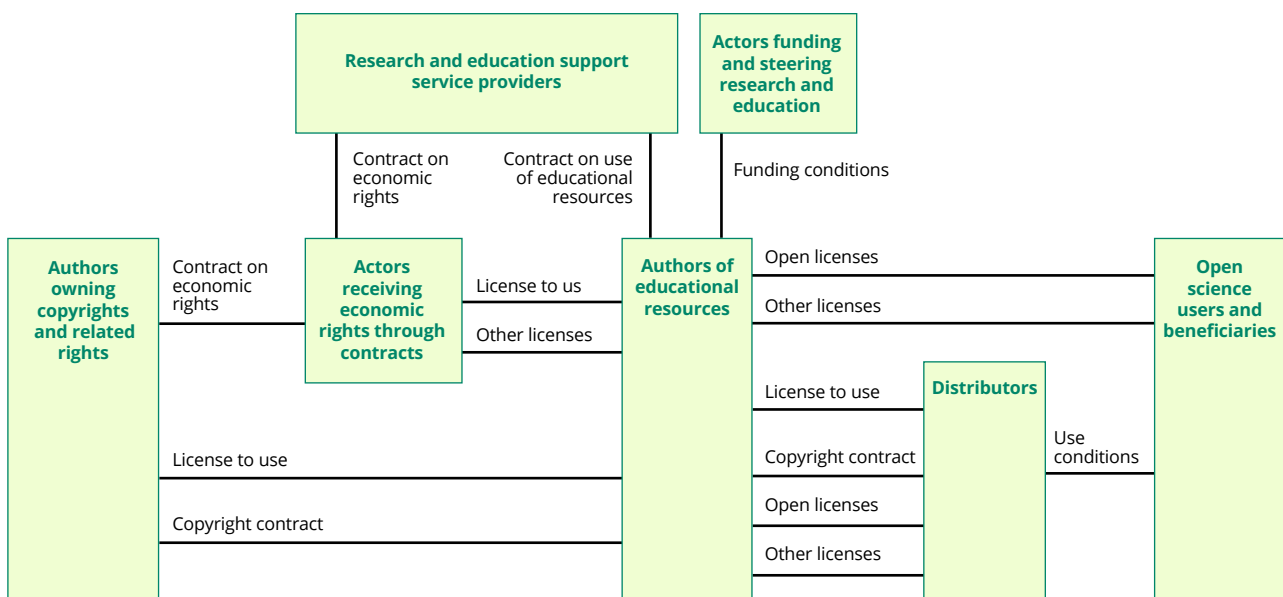 Research and education support
service providers
Actors funding
and steering
research and
education
Contract on
economic
rights
Contract on use
of educational
resources
Funding conditions
Authors
owning
copyrights
and related
rights
Contract on
economic
rights
Actors
receiving
economic
rights through
contracts
License to us
Other licenses
Authors of
educational
resources
Open licenses
Other licenses
Open
science
users and
beneficiaries
License to use
Distributors
Copyright contract
Use
conditions
Open licenses
Other licenses
License to use
Copyright contract